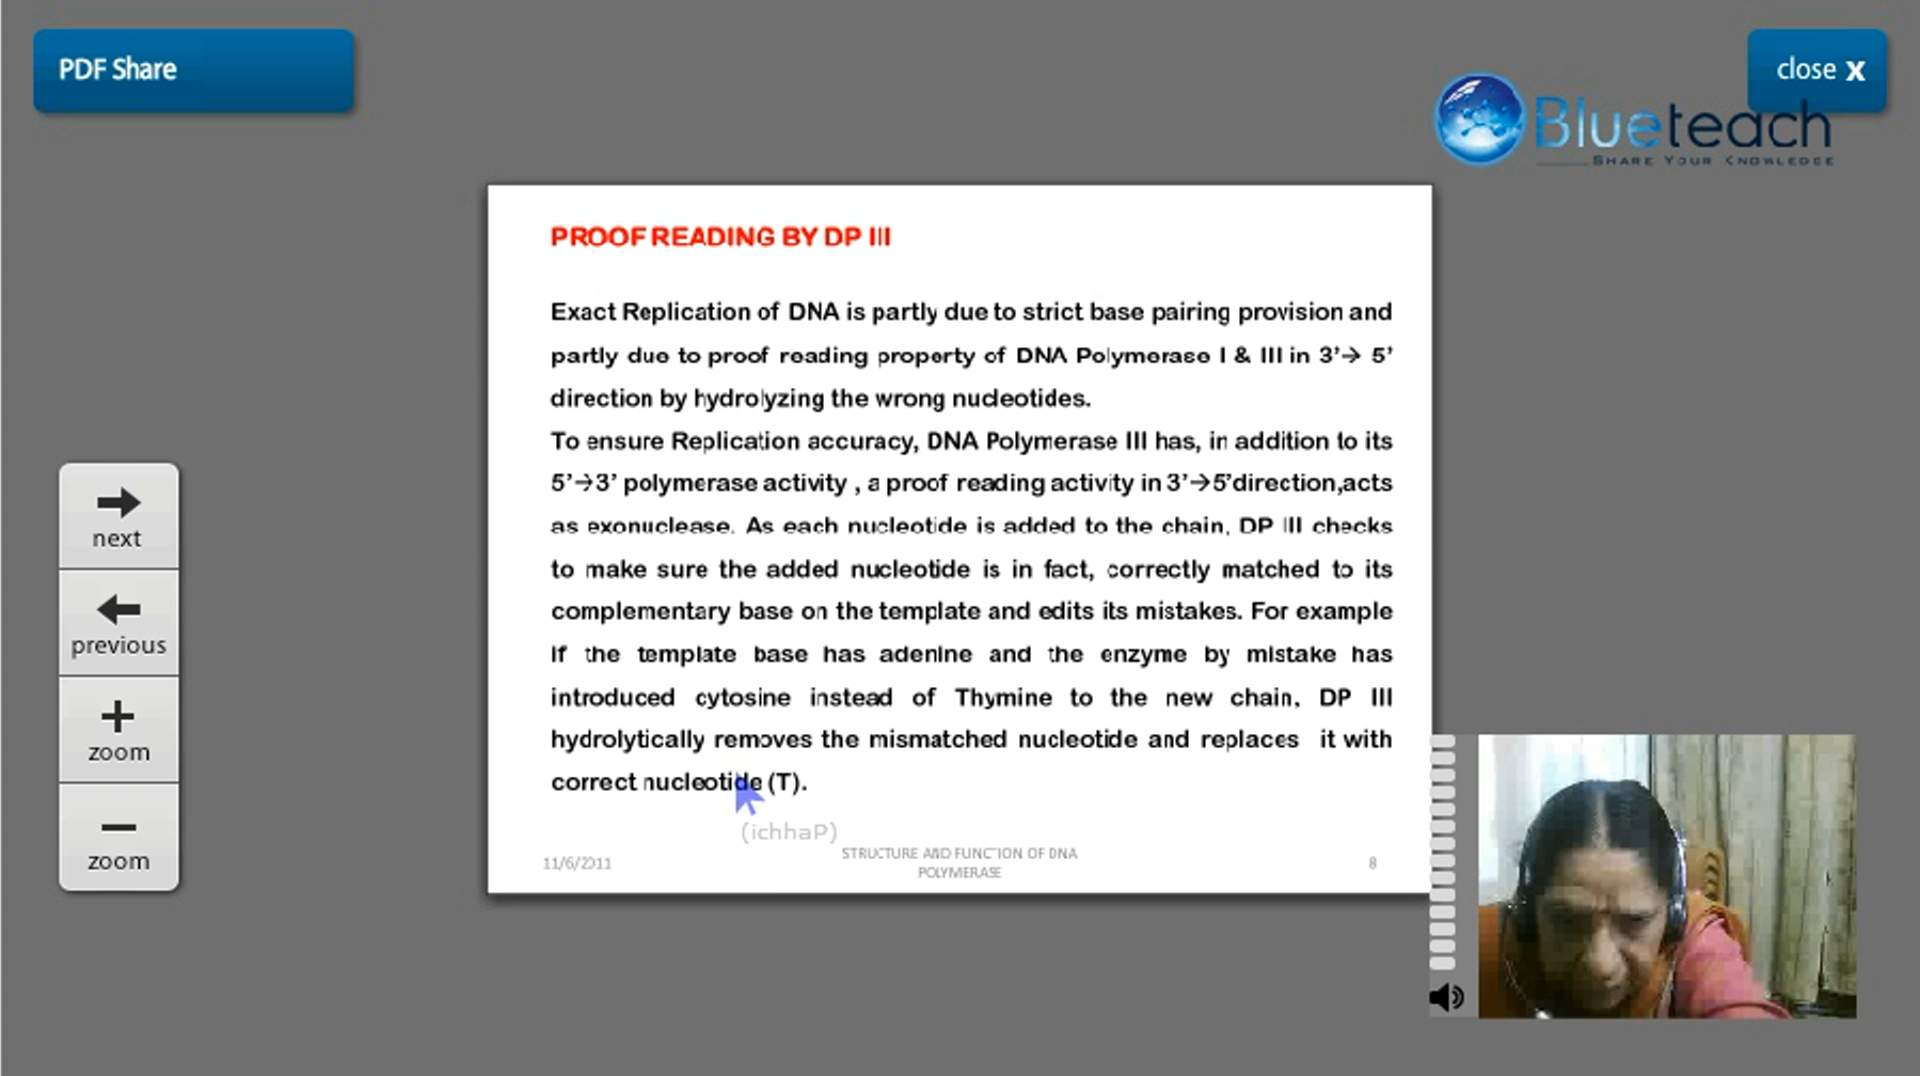 PDF Share
close X
Blueteach
SHARE YOUR KNOWLEDGE
PROOF READING BY DP III
Exact Replication of DNA is partly due to strict base pairing provision and
partly due to proof reading property of DNA Polymerase I & III in 3’→ 5’
direction by hydrolyzing the wrong nucleotides.
To ensure Replication accuracy, DNA Polymerase III has, in addition to its
5’→3’ polymerase activity , a proof reading activity in 3’→5’direction,acts
as exonuclease. As each nucleotide is added to the chain, DP III checks
to make sure the added nucleotide is in fact, correctly matched to its
complementary base on the template and edits its mistakes. For example
if the template base has adenine and the enzyme by mistake has
introduced cytosine instead of Thymine to the new chain, DP III
hydrolytically removes the mismatched nucleotide and replaces it with
correct nucleotide (T).
(ichhaP)
11/6/2011
STRUCTURE AND FUNCTION OF DNA
POLYMERASE
8
next
previous
zoom
zoom